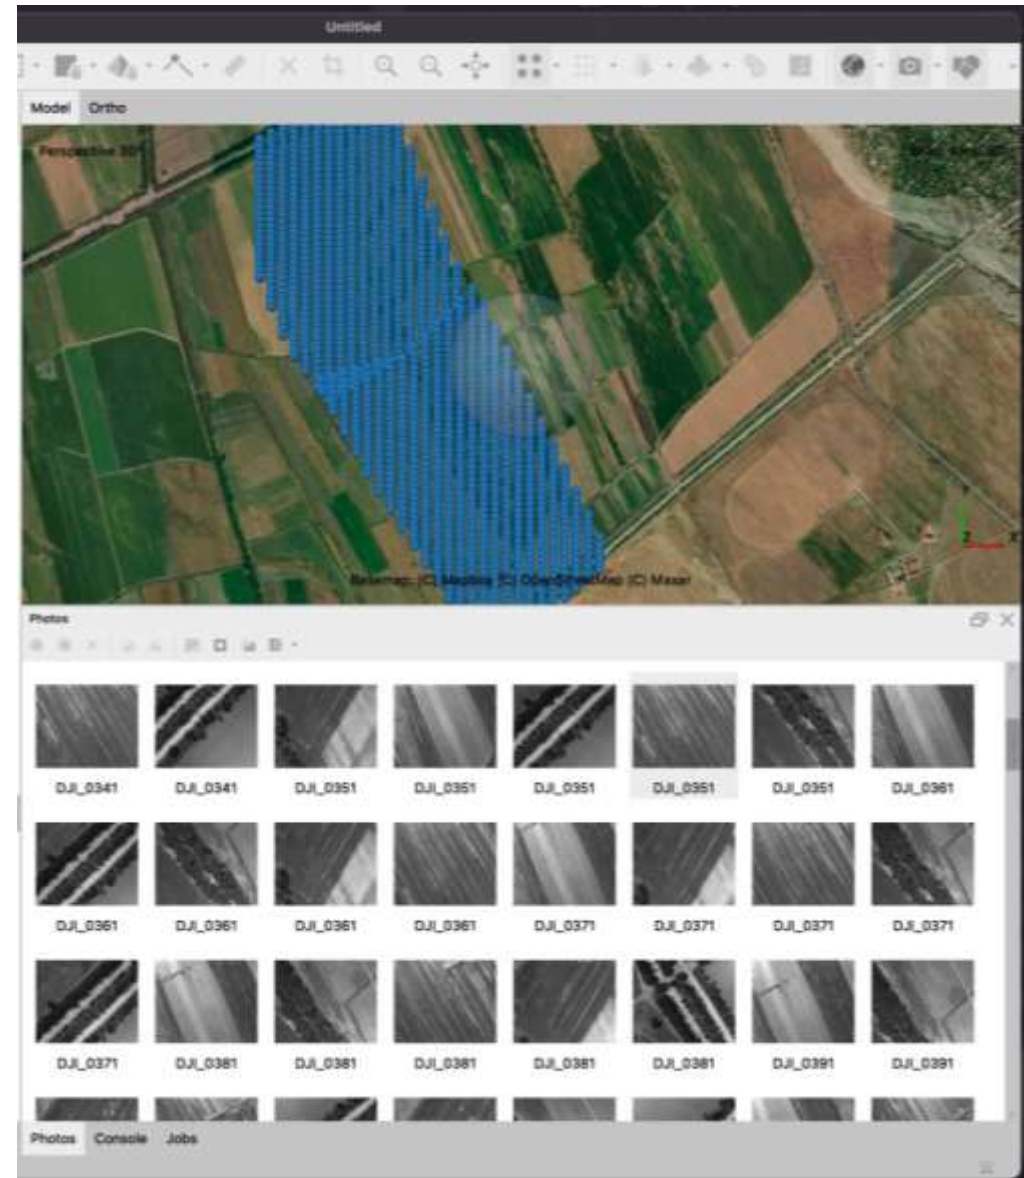 Untitled
Model Ortho
Perspective 30°
Basemap: (C) Mapbox (C) OpenStreetMap (C) Maxar
Y
Z X
Photos
DJI_0341 DJI_0341 DJI_0351 DJI_0351 DJI_0351 DJI_0351 DJI_0351 DJI_0361
DJI_0361 DJI_0361 DJI_0361 DJI_0361 DJI_0371 DJI_0371 DJI_0371 DJI_0371
DJI_0371 DJI_0381 DJI_0381 DJI_0381 DJI_0381 DJI_0381 DJI_0391 DJI_0391
Photos Console Jobs